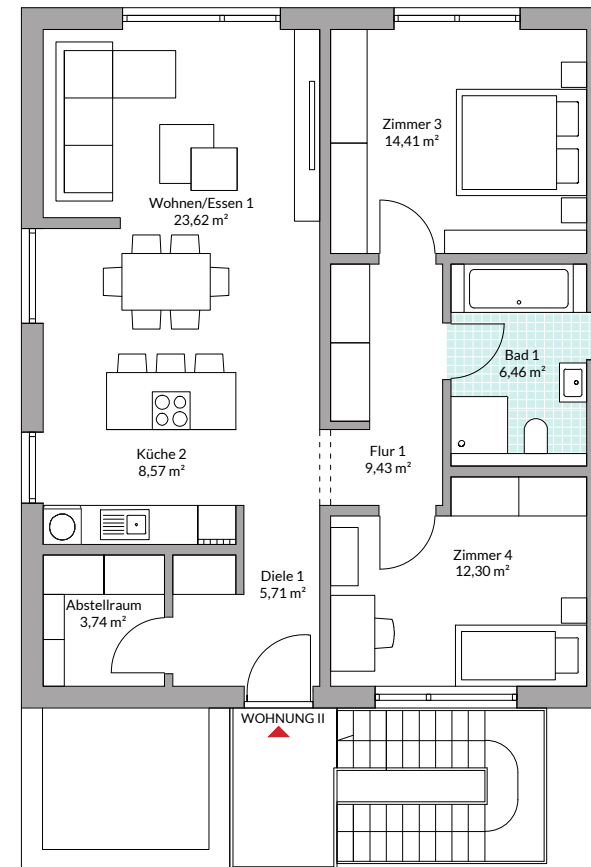 Zimmer 3
14,41 m²
Wohnen/Essen 1
23,62 m²
Bad 1
6,46 m²
Küche 2
8,57 m²
Flur 1
9,43 m²
Zimmer 4
12,30 m²
Diele 1
5,71 m²
Abstellraum
3,74 m²
WOHNUNG II